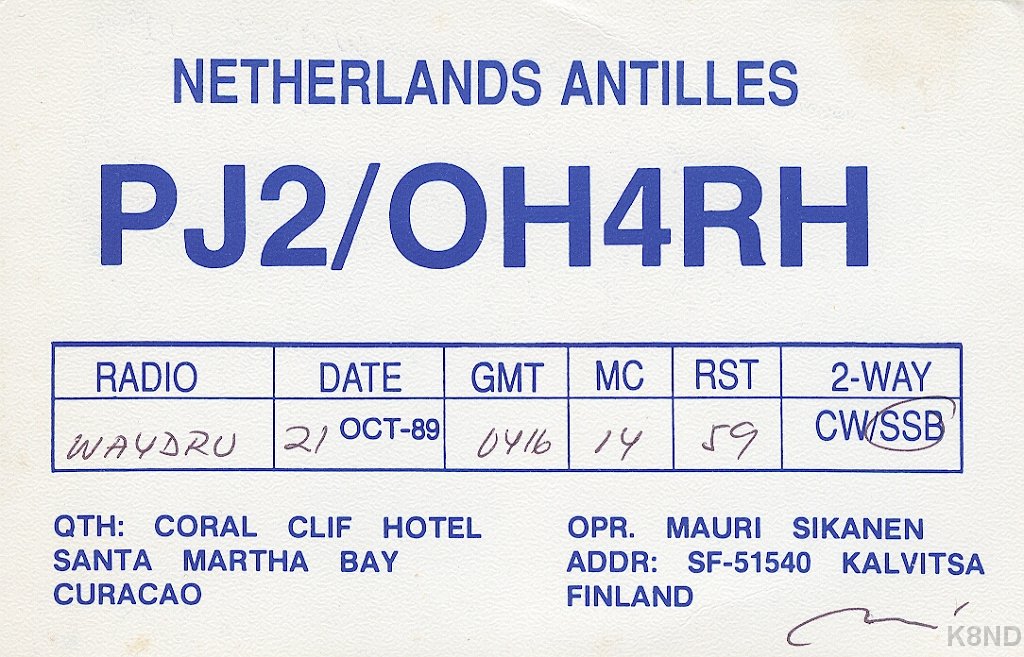 NETHERLANDS ANTILLES
PJ2/OH4RH
RADIO DATE GMT MC RST 2-WAY
WA4DRU 21 OCT-89 0416 14 59 CW/SSB
QTH: CORAL CLIF HOTEL
SANTA MARTHA BAY
CURACAO
OPR. MAURI SIKANEN
ADDR: SF-51540 KALVITSA
FINLAND
K8ND